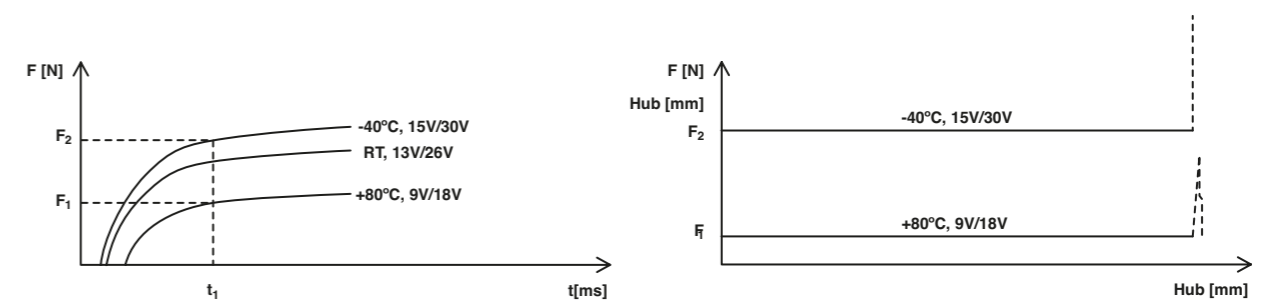 F [N]
F2
F1
-40ºC, 15V/30V
RT, 13V/26V
+80ºC, 9V/18V
t1
t[ms]
F [N]
Hub [mm]
F2
-40ºC, 15V/30V
F1
+80ºC, 9V/18V
Hub [mm]